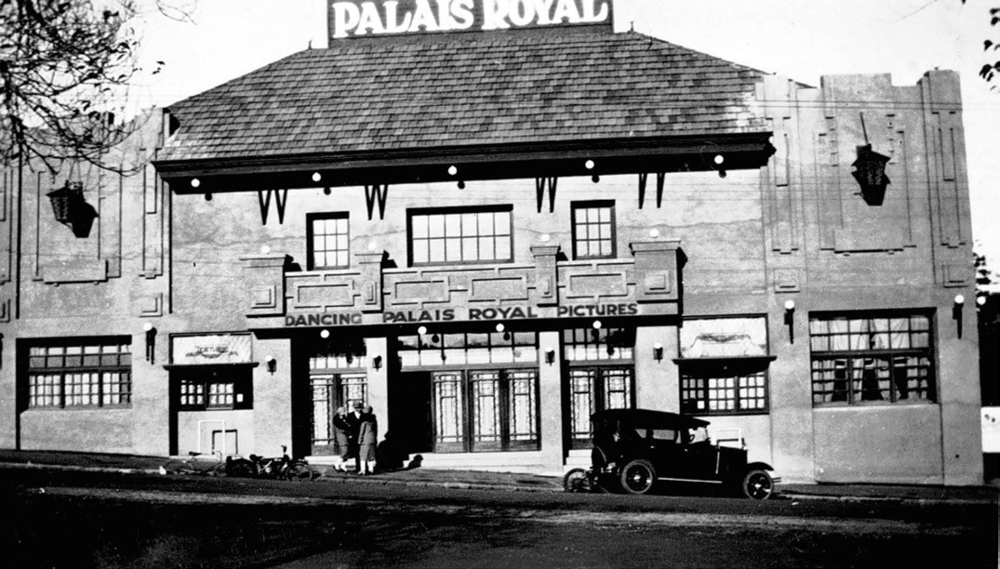 PALAIS ROYAL
DANCING PALAIS ROYAL PICTURES